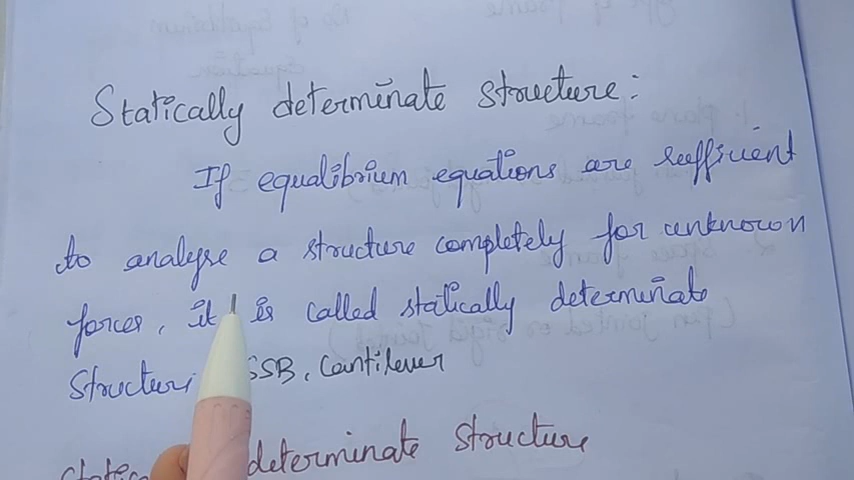 Statically determinate structure:
If equalibrium equations are sufficient
to analyse a structure completely for unknown
forces, it is called statically determinate
Structur SSB, Cantilever
determinate structure